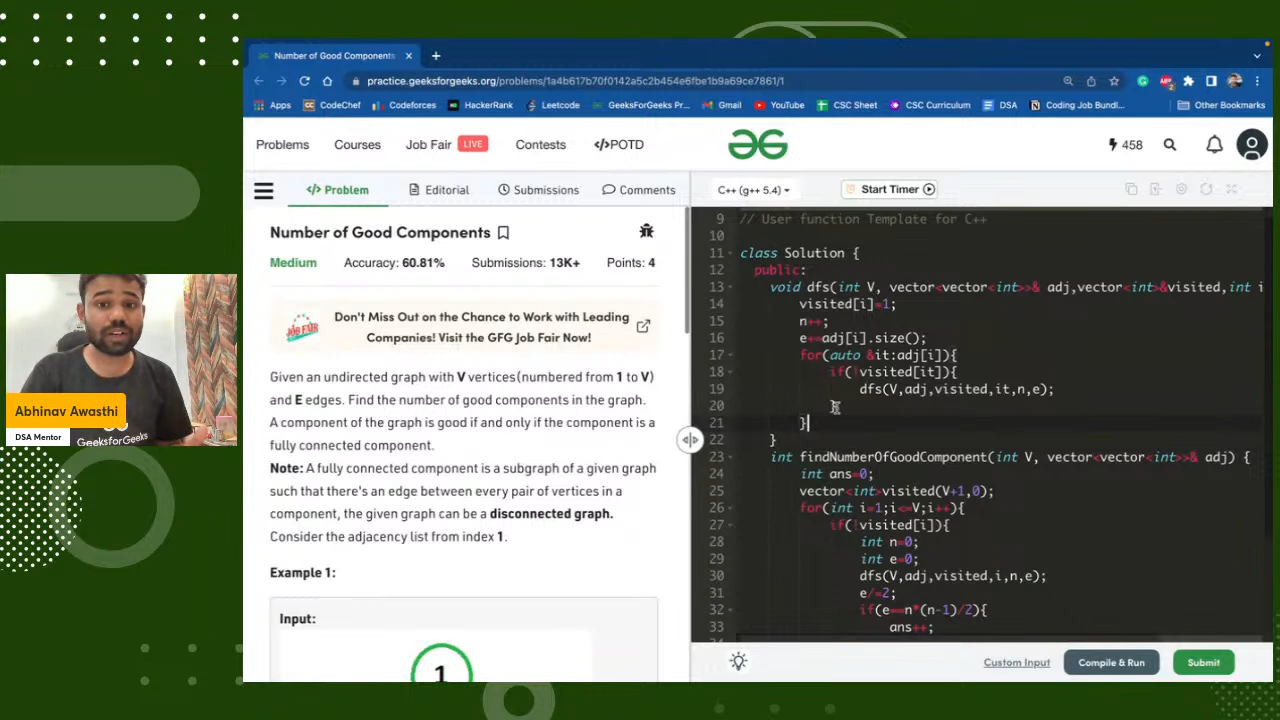 Number of Good Components
practice.geeksforgeeks.org/problems/1a4b617b70f0142a5c2b454e6fbe1b9a69ce7861/1
Apps CodeChef Codeforces HackerRank Leetcode GeeksForGeeks Pr... Gmail YouTube CSC Sheet CSC Curriculum DSA Coding Job Bundl... Other Bookmarks
Problems Courses Job Fair LIVE Contests </>POTD 458
</> Problem Editorial Submissions Comments
C++ (g++ 5.4) Start Timer
Number of Good Components
Medium Accuracy: 60.81% Submissions: 13K+ Points: 4
JOB FAIR
Don't Miss Out on the Chance to Work with Leading
Companies! Visit the GFG Job Fair Now!
Given an undirected graph with V vertices(numbered from 1 to V)
and E edges. Find the number of good components in the graph.
A component of the graph is good if and only if the component is a
fully connected component.
Note: A fully connected component is a subgraph of a given graph
such that there's an edge between every pair of vertices in a
component, the given graph can be a disconnected graph.
Consider the adjacency list from index 1.
Example 1:
Input:
1
9 // User function Template for C++
10
11 class Solution {
12 public:
13 void dfs(int V, vector<vector<int>>& adj,vector<int>&visited,int i
14 visited[i]=1;
15 n++;
16 e+=adj[i].size();
17 for(auto &it:adj[i]){
18 if(!visited[it]){
19 dfs(V,adj,visited,it,n,e);
20 }
21 }
22 }
23 int findNumberOfGoodComponent(int V, vector<vector<int>>& adj) {
24 int ans=0;
25 vector<int>visited(V+1,0);
26 for(int i=1;i<=V;i++){
27 if(!visited[i]){
28 int n=0;
29 int e=0;
30 dfs(V,adj,visited,i,n,e);
31 e/=2;
32 if(e==n*(n-1)/2){
33 ans++;
Custom Input Compile & Run Submit
Abhinav Awasthi
DSA Mentor
GeeksforGeeks